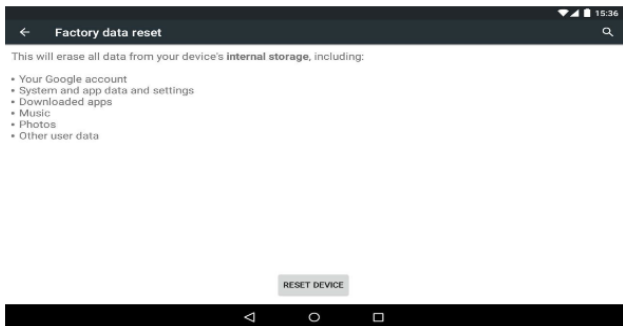 15:36
Factory data reset
This will erase all data from your device's internal storage, including:
• Your Google account
• System and app data and settings
• Downloaded apps
• Music
• Photos
• Other user data
RESET DEVICE